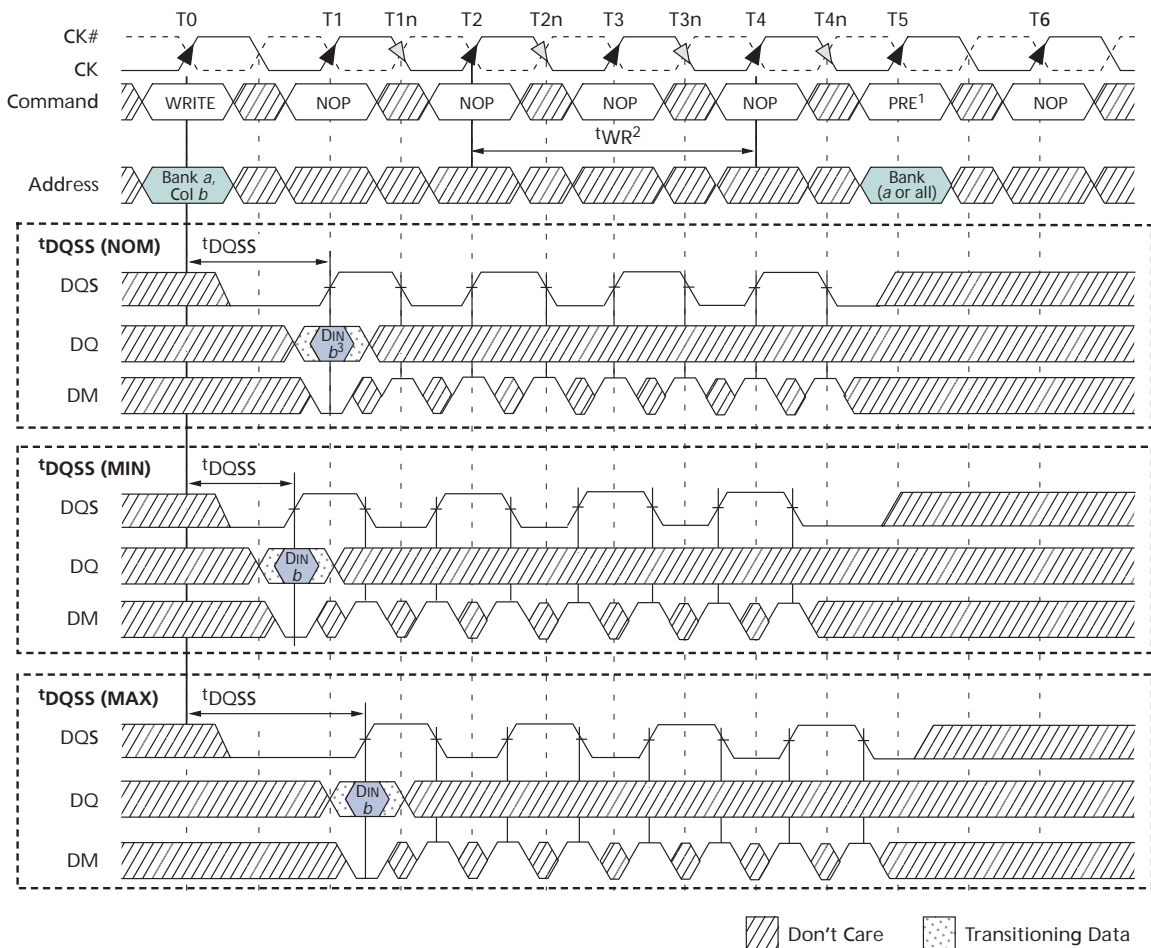 T0 T1 T1n T2 T2n T3 T3n T4 T4n T5 T6
CK#
CK
Command WRITE NOP NOP NOP NOP PRE¹ NOP
tWR²
Address Bank a, Col b Bank (a or all)
tDQSS (NOM) tDQSS
DQS
DQ DIN b³
DM
tDQSS (MIN) tDQSS
DQS
DQ DIN b
DM
tDQSS (MAX) tDQSS
DQS
DQ DIN b
DM
Don't Care Transitioning Data